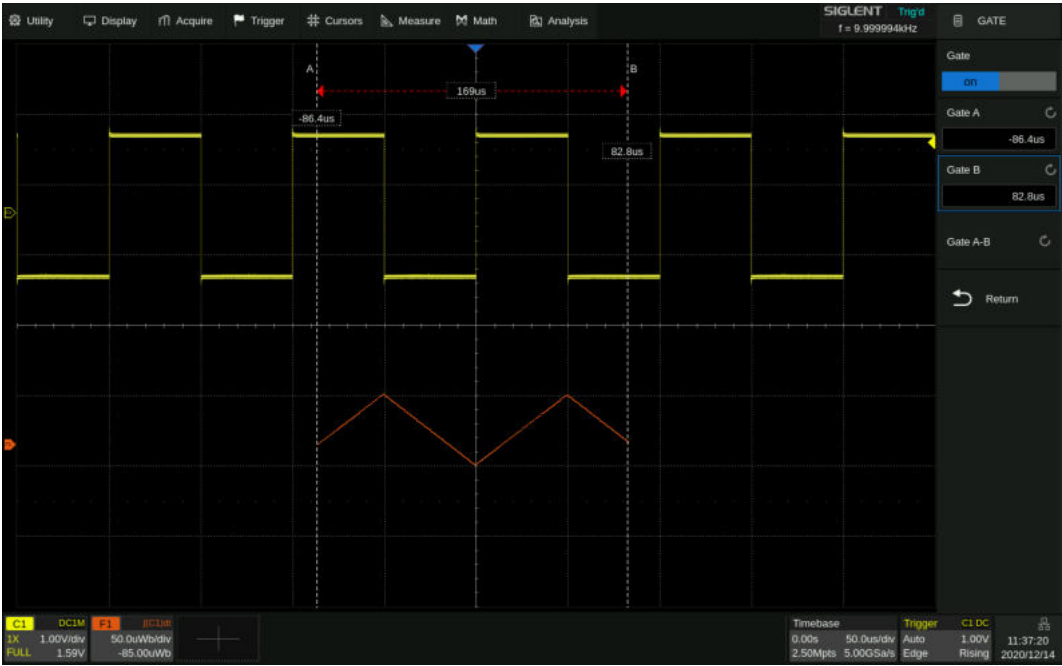 Utility Display Acquire Trigger Cursors Measure Math Analysis
SIGLENT Trig'd
f = 9.999994kHz
GATE
Gate
on
Gate A
-86.4us
Gate B
82.8us
Gate A-B
Return
A B
169us
-86.4us
82.8us
C1 DC1M
1X 1.00V/div
FULL 1.59V
F1 ∫(C1)dt
50.0uWb/div
-85.00uWb
Timebase
0.00s 50.0us/div
2.50Mpts 5.00GSa/s
Trigger C1 DC
Auto 1.00V
Edge Rising
11:37:20
2020/12/14